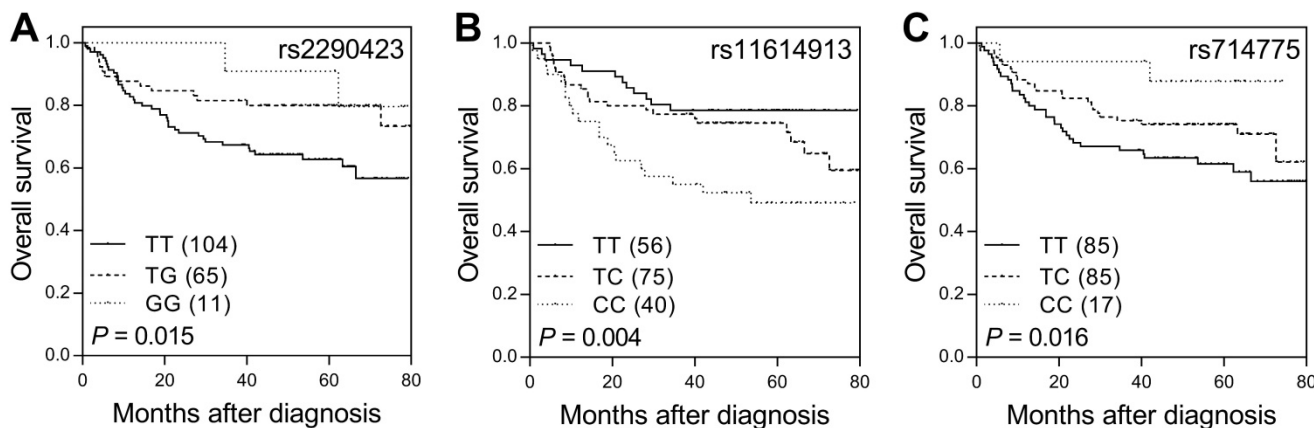 A
rs2290423
Overall survival
1.0
0.8
0.6
0.4
0.2
0.0
TT (104)
TG (65)
GG (11)
P = 0.015
0 20 40 60 80
Months after diagnosis
B
rs11614913
Overall survival
1.0
0.8
0.6
0.4
0.2
0.0
TT (56)
TC (75)
CC (40)
P = 0.004
0 20 40 60 80
Months after diagnosis
C
rs714775
Overall survival
1.0
0.8
0.6
0.4
0.2
0.0
TT (85)
TC (85)
CC (17)
P = 0.016
0 20 40 60 80
Months after diagnosis